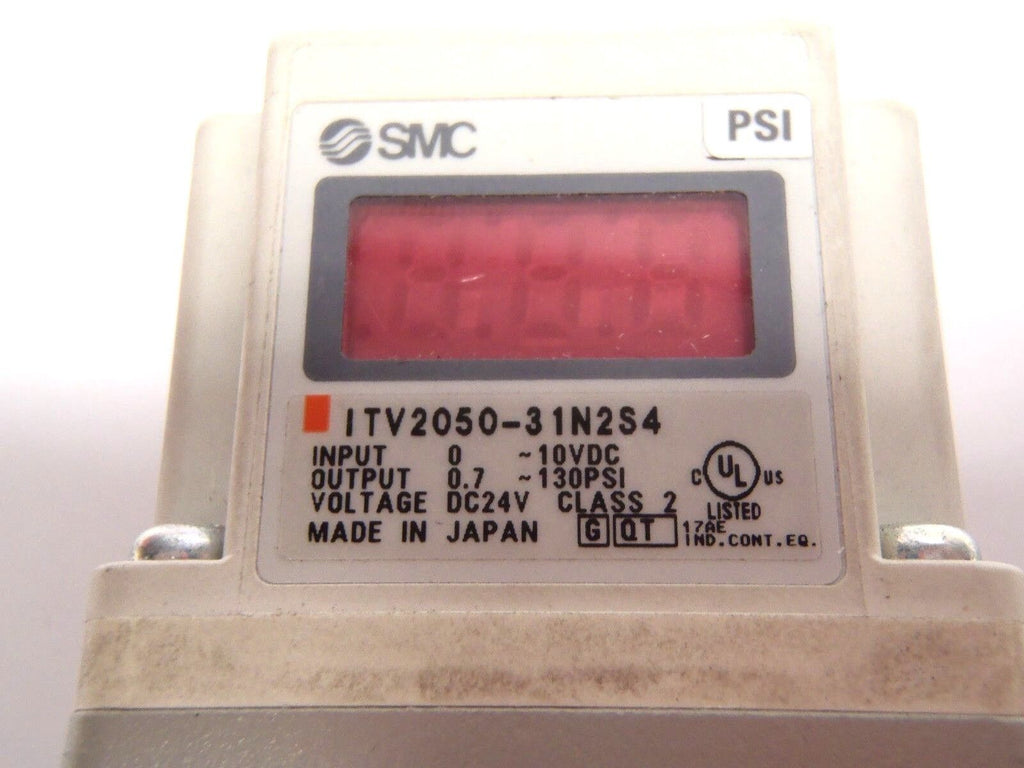 SMC
PSI
ITV2050-31N2S4
INPUT 0 ~10VDC
OUTPUT 0.7 ~130PSI
VOLTAGE DC24V CLASS 2
MADE IN JAPAN G QT
C UL US
LISTED
17AE
IND.CONT.EQ.